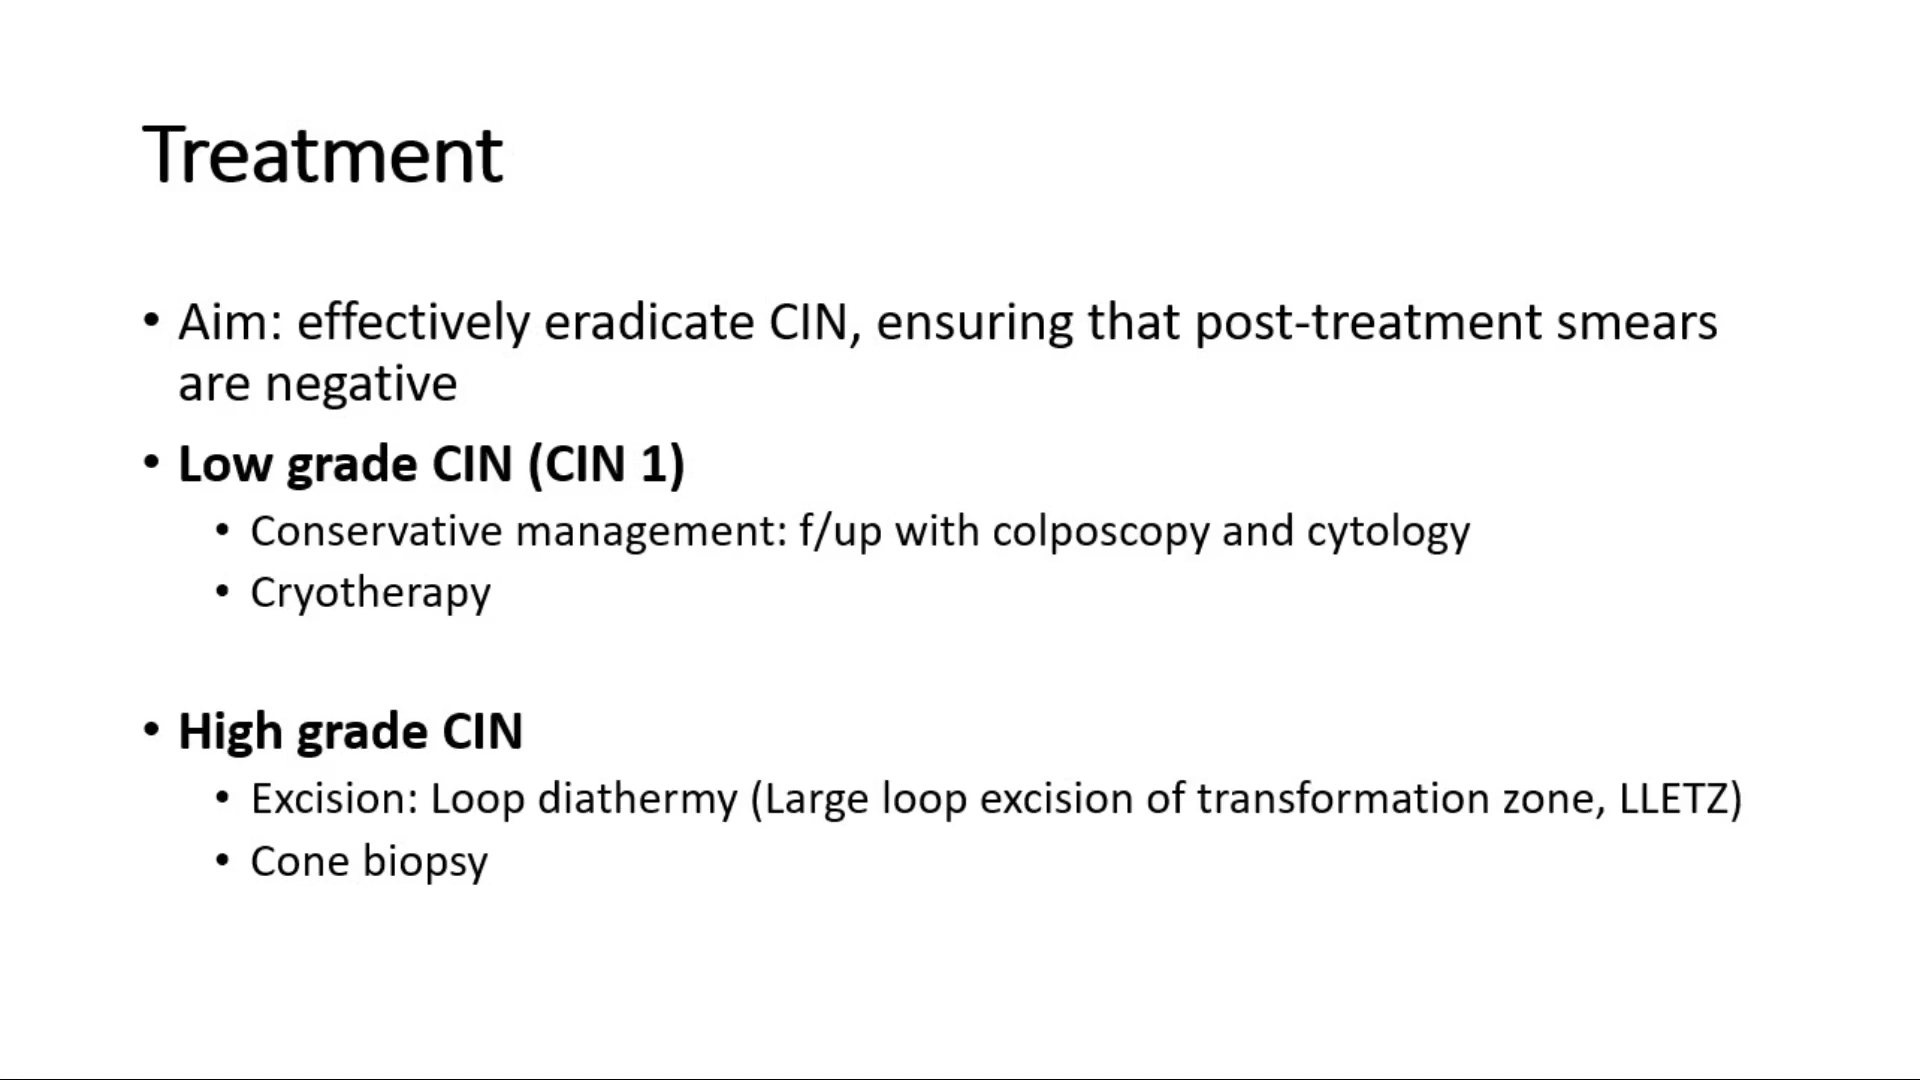 Treatment
• Aim: effectively eradicate CIN, ensuring that post-treatment smears
are negative
• Low grade CIN (CIN 1)
• Conservative management: f/up with colposcopy and cytology
• Cryotherapy
• High grade CIN
• Excision: Loop diathermy (Large loop excision of transformation zone, LLETZ)
• Cone biopsy